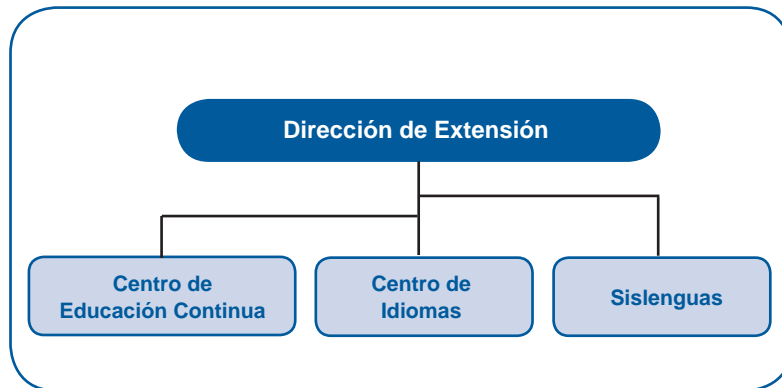 Dirección de Extensión
Centro de
Educación Continua
Centro de
Idiomas
Sislenguas